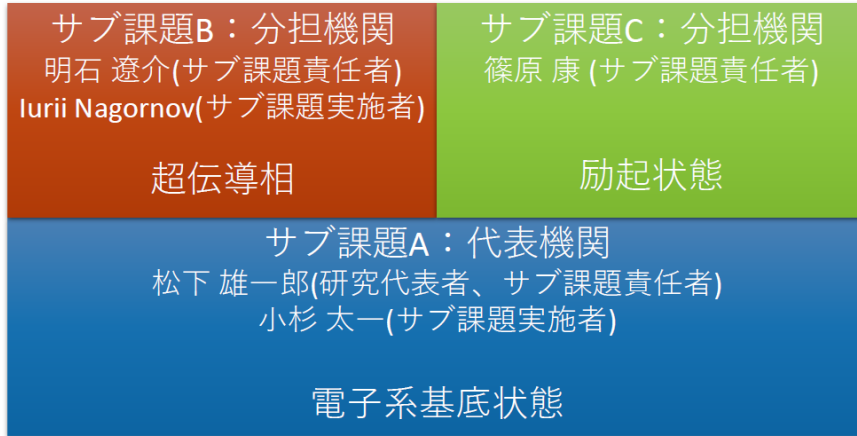 サブ課題B：分担機関
明石 遼介(サブ課題責任者)
Iurii Nagornov(サブ課題実施者)
超伝導相
サブ課題C：分担機関
篠原 康 (サブ課題責任者)
励起状態
サブ課題A：代表機関
松下 雄一郎(研究代表者、サブ課題責任者)
小杉 太一(サブ課題実施者)
電子系基底状態